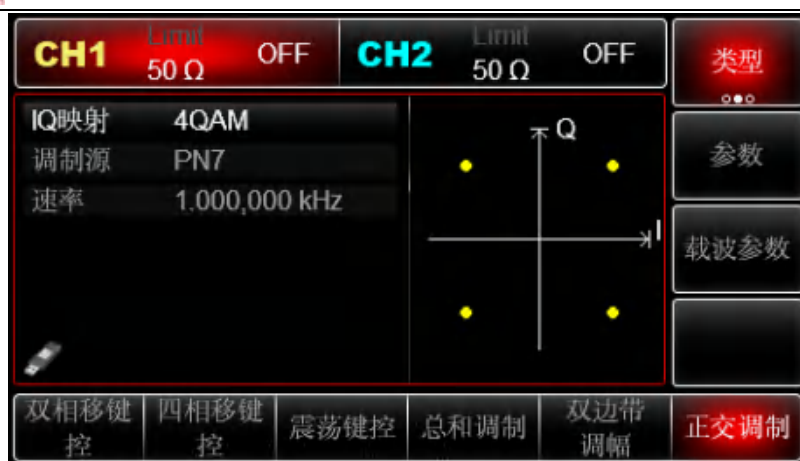 CH1 Limit 50 Ω OFF CH2 Limit 50 Ω OFF 类型
IQ映射 4QAM
调制源 PN7
速率 1.000,000 kHz
Q
I
参数
载波参数
双相移键控
四相移键控
震荡键控
总和调制
双边带调幅
正交调制